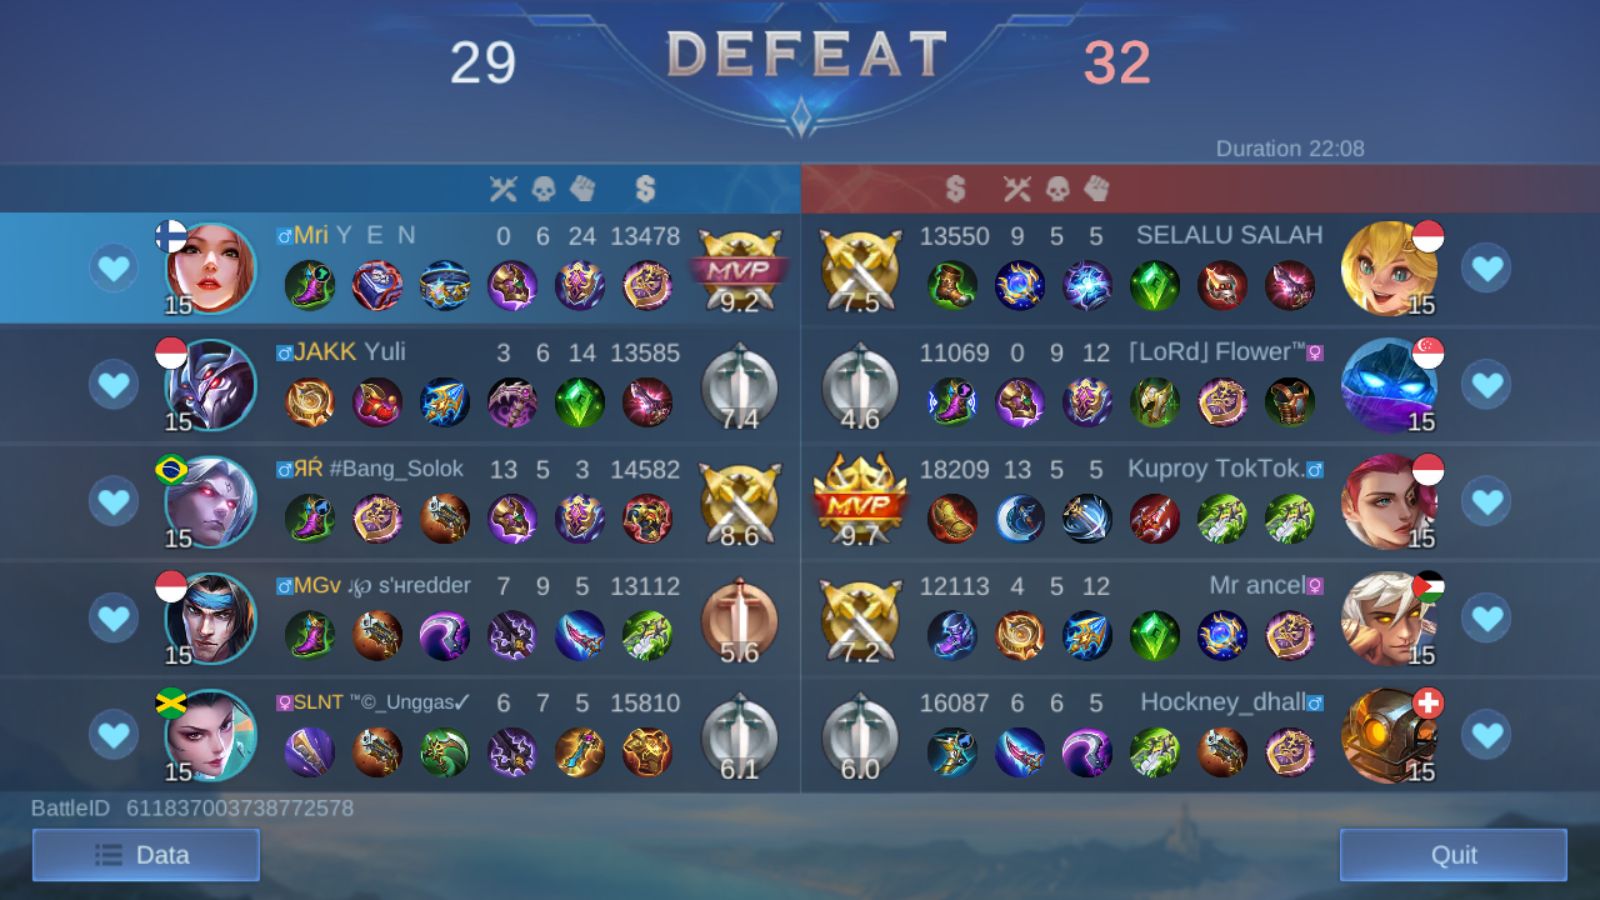 29 DEFEAT 32
Duration 22:08
Mri Y E N 0 6 24 13478 MVP 9.2
15
7.5 13550 9 5 5 SELALU SALAH
15
JAKK Yuli 3 6 14 13585 7.4
15
4.6 11069 0 9 12 ⌈LoRd⌋ Flower™
15
ЯŔ #Bang_Solok 13 5 3 14582 8.6
15
MVP 9.7 18209 13 5 5 Kuproy TokTok.
15
MGv s'нredder 7 9 5 13112 5.6
15
7.2 12113 4 5 12 Mr ancel
15
SLNT ™©_Unggas✓ 6 7 5 15810 6.1
15
6.0 16087 6 6 5 Hockney_dhall
15
BattleID 611837003738772578
Data
Quit